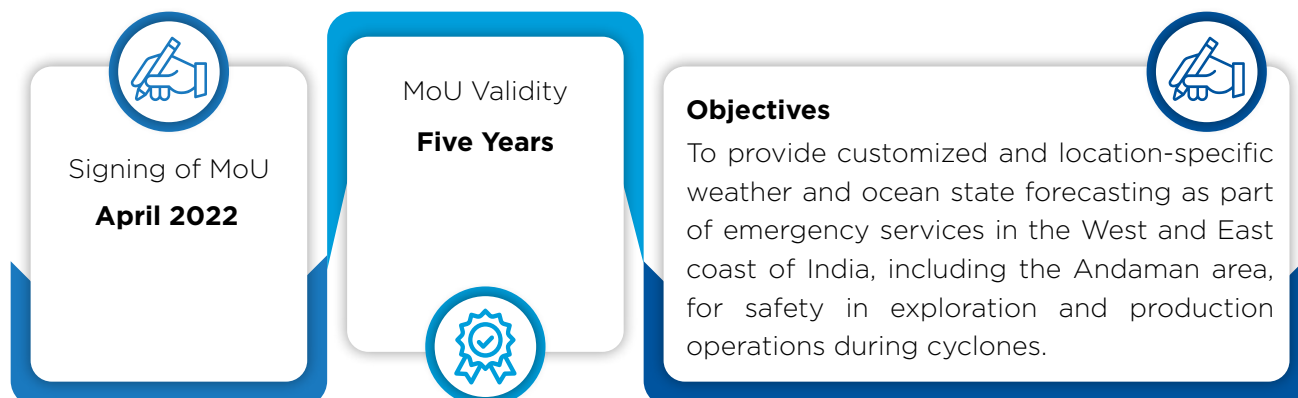 Signing of MoU
April 2022
MoU Validity
Five Years
Objectives
To provide customized and location-specific
weather and ocean state forecasting as part
of emergency services in the West and East
coast of India, including the Andaman area,
for safety in exploration and production
operations during cyclones.